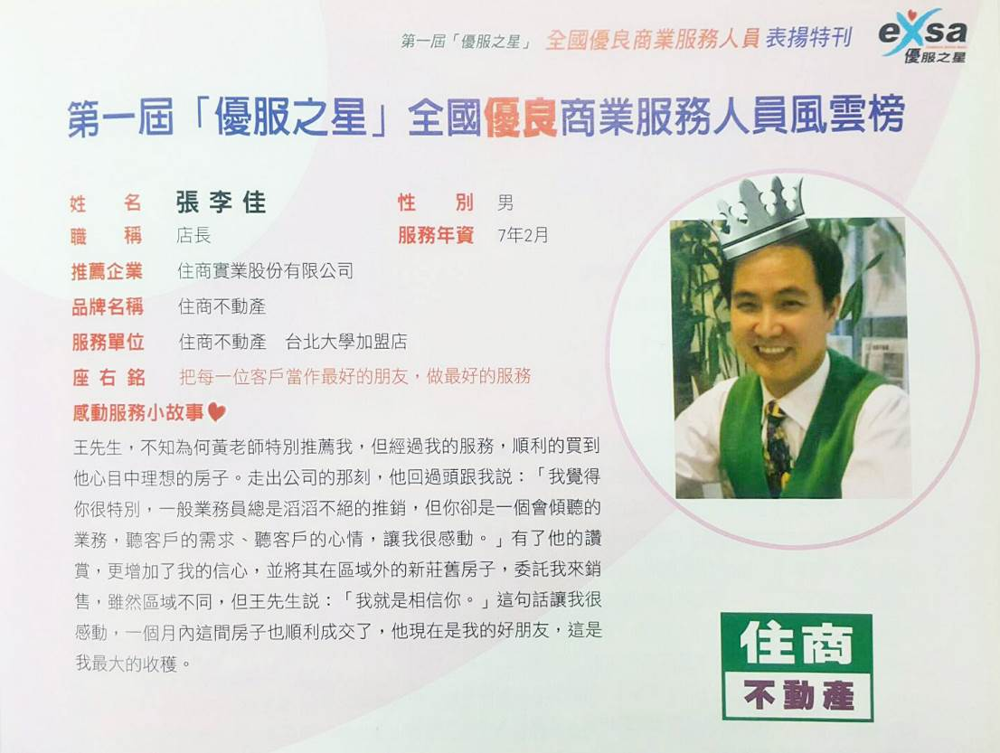 第一屆「優服之星」 全國優良商業服務人員 表揚特刊
exsa
優服之星
第一屆「優服之星」全國優良商業服務人員風雲榜
姓 名 張李佳 性 別 男
職 稱 店長 服務年資 7年2月
推薦企業 住商實業股份有限公司
品牌名稱 住商不動產
服務單位 住商不動產 台北大學加盟店
座右銘 把每一位客戶當作最好的朋友，做最好的服務
感動服務小故事
王先生，不知為何黃老師特別推薦我，但經過我的服務，順利的買到
他心目中理想的房子。走出公司的那刻，他回過頭跟我說：「我覺得
你很特別，一般業務員總是滔滔不絕的推銷，但你卻是一個會傾聽的
業務，聽客戶的需求、聽客戶的心情，讓我很感動。」有了他的讚
賞，更增加了我的信心，並將其在區域外的新莊舊房子，委託我來銷
售，雖然區域不同，但王先生說：「我就是相信你。」這句話讓我很
感動，一個月內這間房子也順利成交了，他現在是我的好朋友，這是
我最大的收穫。
住商
不動產